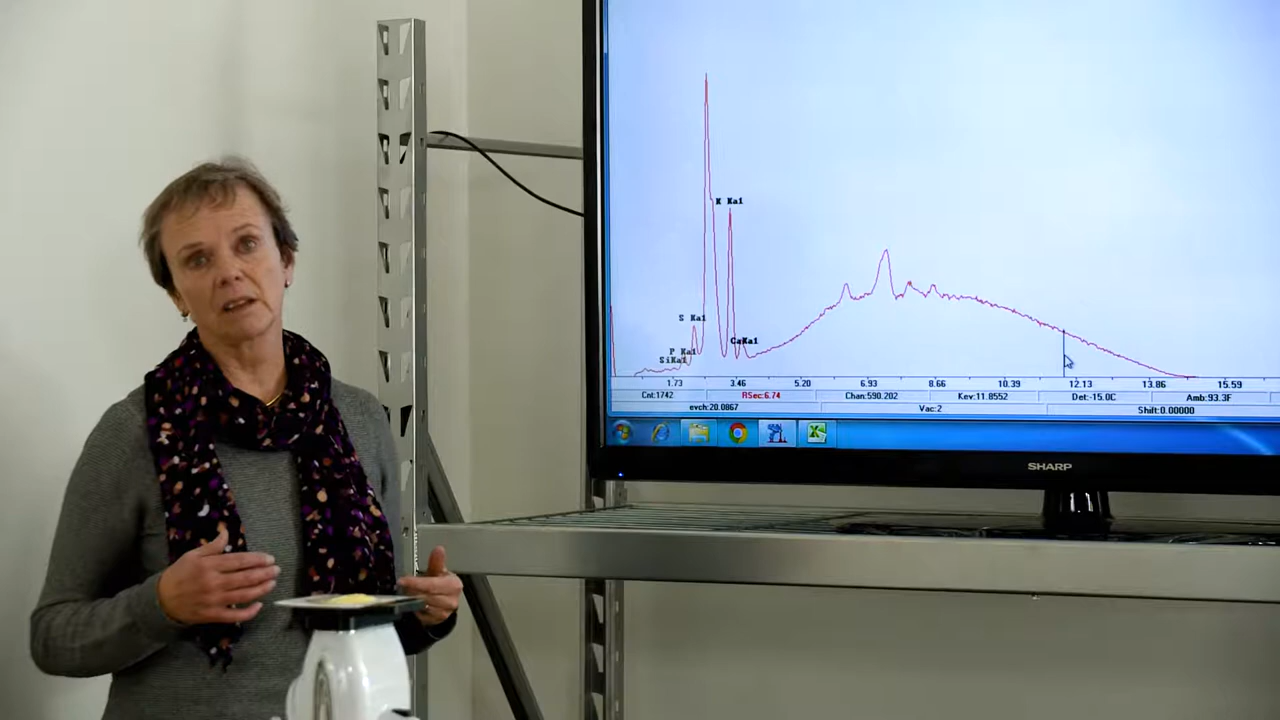 K Ka1
S Ka1
CaKa1
P Ka1
SiKa1
1.73 3.46 5.20 6.93 8.66 10.39 12.13 13.86 15.59
Cnt:1742 RSec:6.74 Chan:590.202 Kev:11.8552 Det:-15.0C Amb:93.3F
evch:20.0867 Vac:2 Shift:0.00000
SHARP